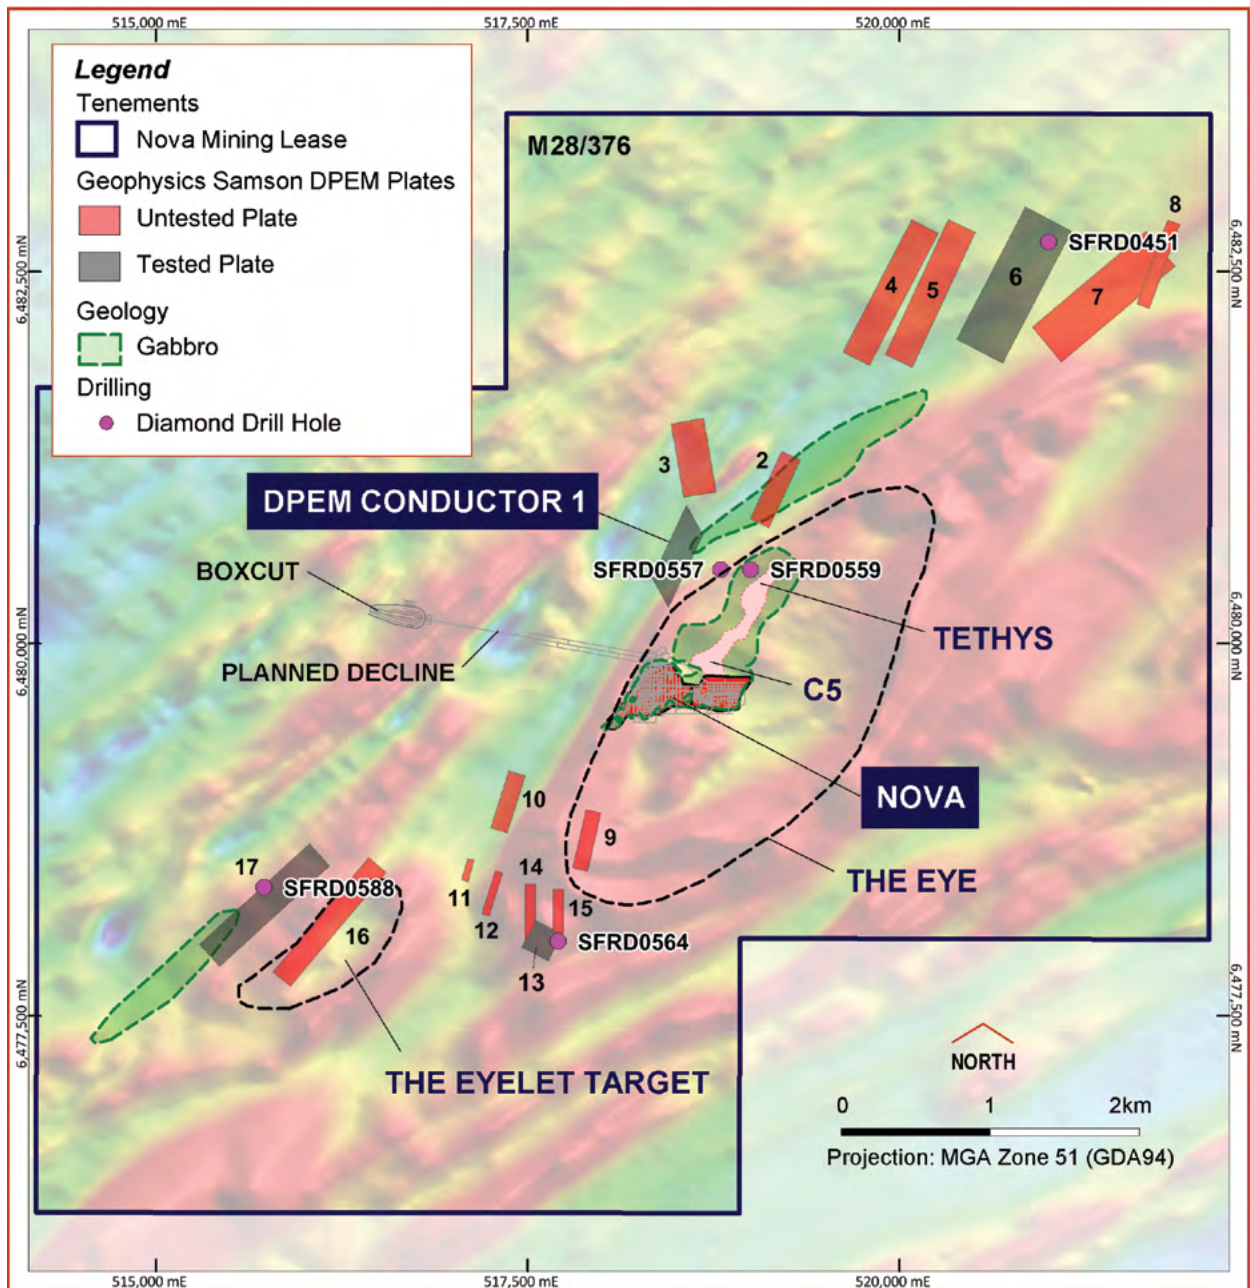 515,000 mE
517,500 mE
520,000 mE
Legend
Tenements
Nova Mining Lease
Geophysics Samson DPEM Plates
Untested Plate
Tested Plate
Geology
Gabbro
Drilling
Diamond Drill Hole
M28/376
6,482,500 mN
6,482,500 mN
8
SFRD0451
4
5
6
7
3
2
DPEM CONDUCTOR 1
BOXCUT
SFRD0557
SFRD0559
TETHYS
6,480,000 mN
6,480,000 mN
PLANNED DECLINE
C5
NOVA
10
9
THE EYE
17
SFRD0588
11
12
14
15
16
SFRD0564
13
6,477,500 mN
6,477,500 mN
THE EYELET TARGET
NORTH
0 1 2km
Projection: MGA Zone 51 (GDA94)
515,000 mE
517,500 mE
520,000 mE